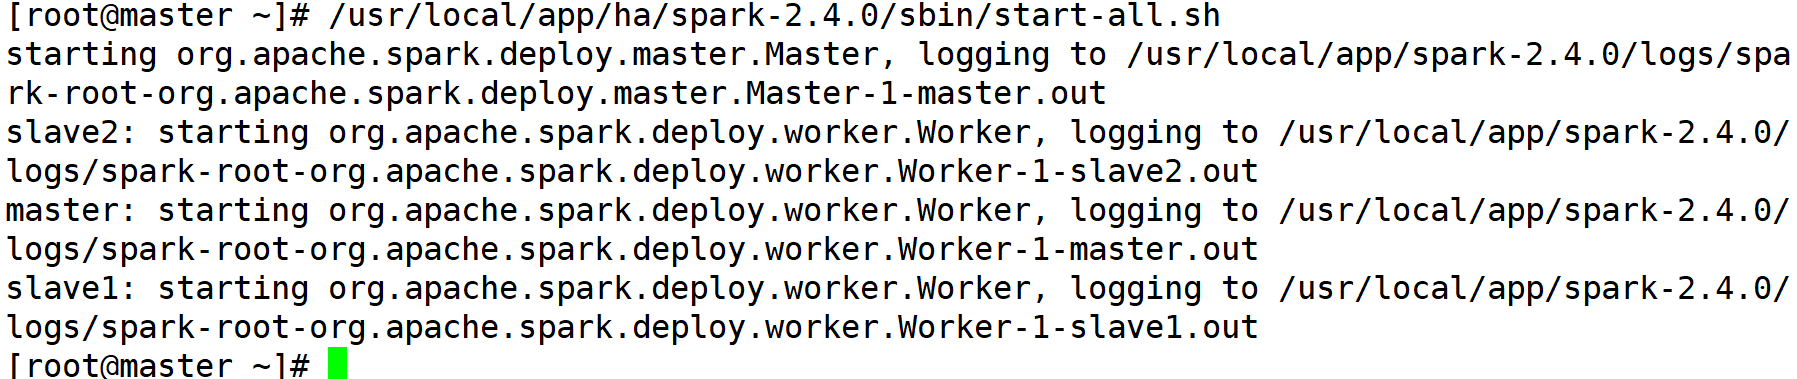 [root@master ~]# /usr/local/app/ha/spark-2.4.0/sbin/start-all.sh
starting org.apache.spark.deploy.master.Master, logging to /usr/local/app/spark-2.4.0/logs/spa
rk-root-org.apache.spark.deploy.master.Master-1-master.out
slave2: starting org.apache.spark.deploy.worker.Worker, logging to /usr/local/app/spark-2.4.0/
logs/spark-root-org.apache.spark.deploy.worker.Worker-1-slave2.out
master: starting org.apache.spark.deploy.worker.Worker, logging to /usr/local/app/spark-2.4.0/
logs/spark-root-org.apache.spark.deploy.worker.Worker-1-master.out
slave1: starting org.apache.spark.deploy.worker.Worker, logging to /usr/local/app/spark-2.4.0/
logs/spark-root-org.apache.spark.deploy.worker.Worker-1-slave1.out
[root@master ~]#